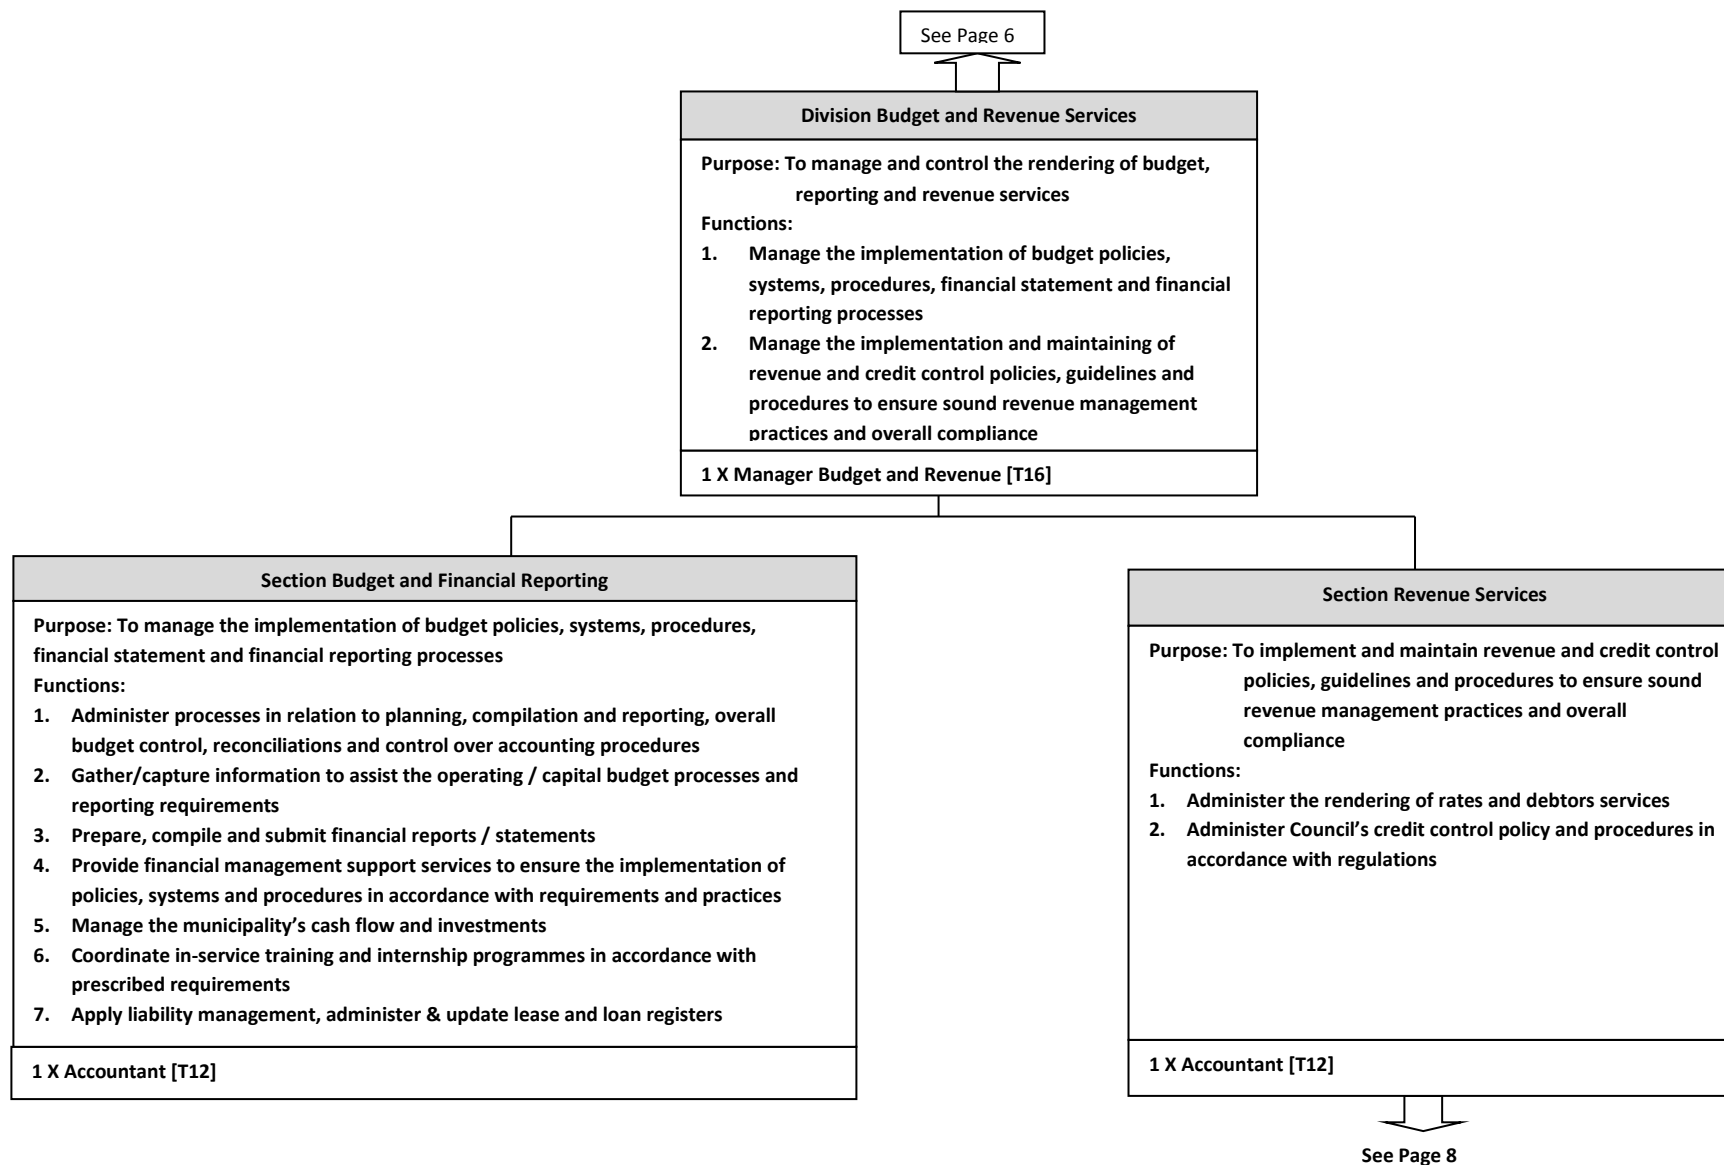 See Page 6
Division Budget and Revenue Services
Purpose: To manage and control the rendering of budget,
reporting and revenue services
Functions:
1. Manage the implementation of budget policies,
systems, procedures, financial statement and financial
reporting processes
2. Manage the implementation and maintaining of
revenue and credit control policies, guidelines and
procedures to ensure sound revenue management
practices and overall compliance
1 X Manager Budget and Revenue [T16]
Section Budget and Financial Reporting
Purpose: To manage the implementation of budget policies, systems, procedures,
financial statement and financial reporting processes
Functions:
1. Administer processes in relation to planning, compilation and reporting, overall
budget control, reconciliations and control over accounting procedures
2. Gather/capture information to assist the operating / capital budget processes and
reporting requirements
3. Prepare, compile and submit financial reports / statements
4. Provide financial management support services to ensure the implementation of
policies, systems and procedures in accordance with requirements and practices
5. Manage the municipality’s cash flow and investments
6. Coordinate in-service training and internship programmes in accordance with
prescribed requirements
7. Apply liability management, administer & update lease and loan registers
1 X Accountant [T12]
Section Revenue Services
Purpose: To implement and maintain revenue and credit control
policies, guidelines and procedures to ensure sound
revenue management practices and overall
compliance
Functions:
1. Administer the rendering of rates and debtors services
2. Administer Council’s credit control policy and procedures in
accordance with regulations
1 X Accountant [T12]
See Page 8